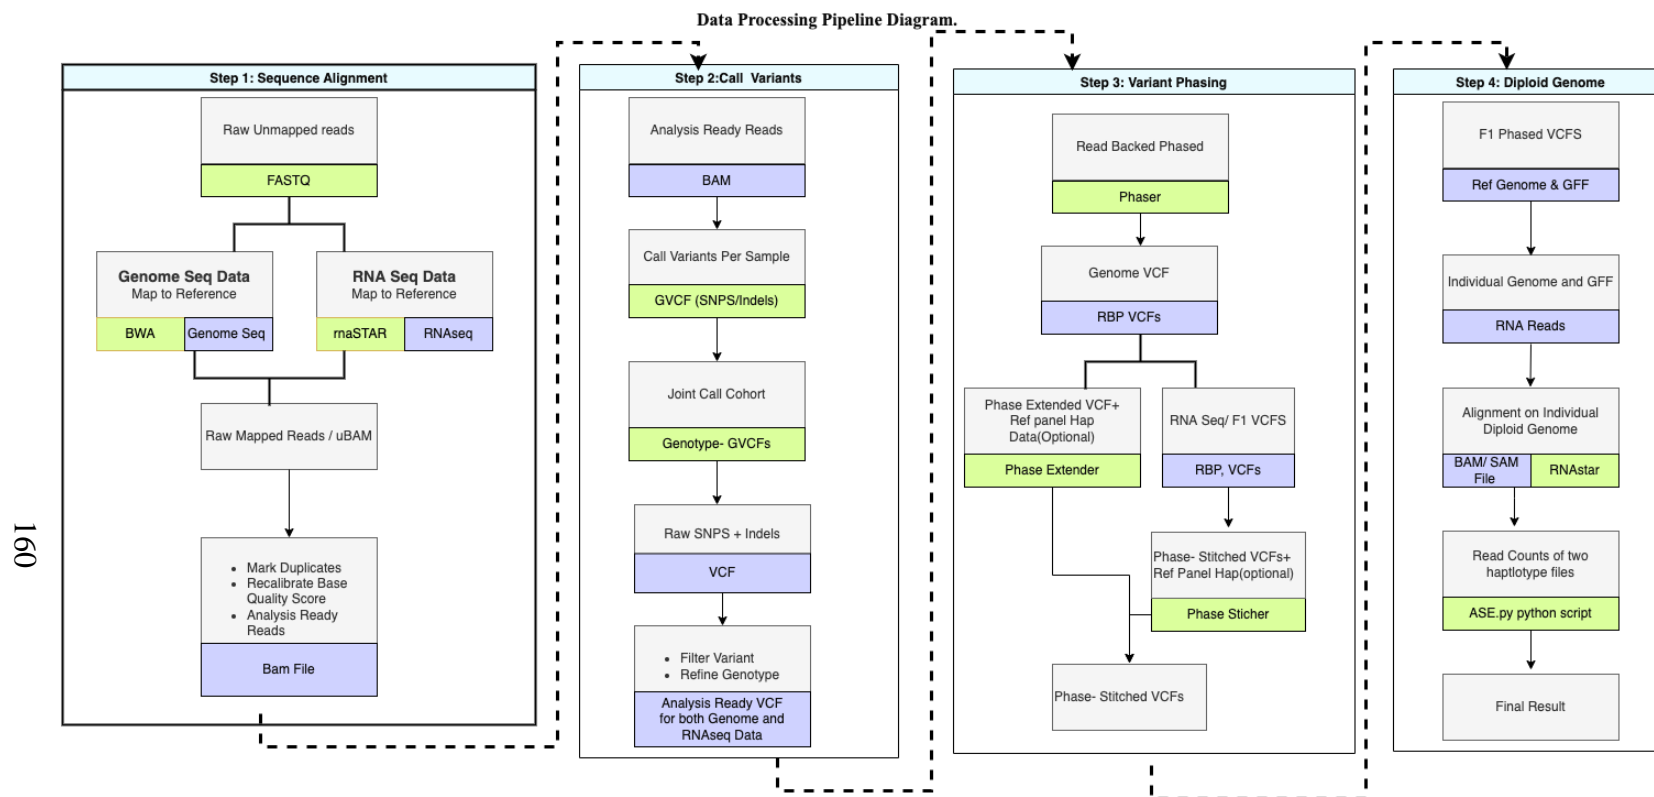 Data Processing Pipeline Diagram.
Step 1: Sequence Alignment
Raw Unmapped reads
FASTQ
Genome Seq Data
Map to Reference
BWA
Genome Seq
RNA Seq Data
Map to Reference
rnaSTAR
RNAseq
Raw Mapped Reads / uBAM
• Mark Duplicates
• Recalibrate Base
Quality Score
• Analysis Ready
Reads
Bam File
Step 2:Call Variants
Analysis Ready Reads
BAM
Call Variants Per Sample
GVCF (SNPS/Indels)
Joint Call Cohort
Genotype- GVCFs
Raw SNPS + Indels
VCF
• Filter Variant
• Refine Genotype
Analysis Ready VCF
for both Genome and
RNAseq Data
Step 3: Variant Phasing
Read Backed Phased
Phaser
Genome VCF
RBP VCFs
Phase Extended VCF+
Ref panel Hap
Data(Optional)
Phase Extender
RNA Seq/ F1 VCFS
RBP, VCFs
Phase- Stitched VCFs+
Ref Panel Hap(optional)
Phase Sticher
Phase- Stitched VCFs
Step 4: Diploid Genome
F1 Phased VCFS
Ref Genome & GFF
Individual Genome and GFF
RNA Reads
Alignment on Individual
Diploid Genome
BAM/ SAM
File
RNAstar
Read Counts of two
haptlotype files
ASE.py python script
Final Result
160